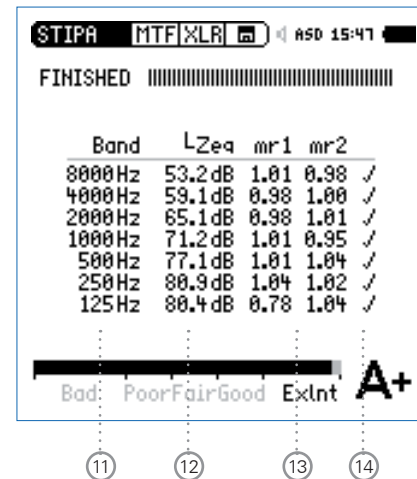 STIPA MTF XLR ASD 15:47
FINISHED
Band LZeq mr1 mr2
8000Hz 53.2dB 1.01 0.98 ✓
4000Hz 59.1dB 0.98 1.00 ✓
2000Hz 65.1dB 0.98 1.01 ✓
1000Hz 71.2dB 1.01 0.95 ✓
500Hz 77.1dB 1.01 1.04 ✓
250Hz 80.9dB 1.04 1.02 ✓
125Hz 80.4dB 0.78 1.04 ✓
Bad Poor Fair Good Exlnt A+
11 12 13 14